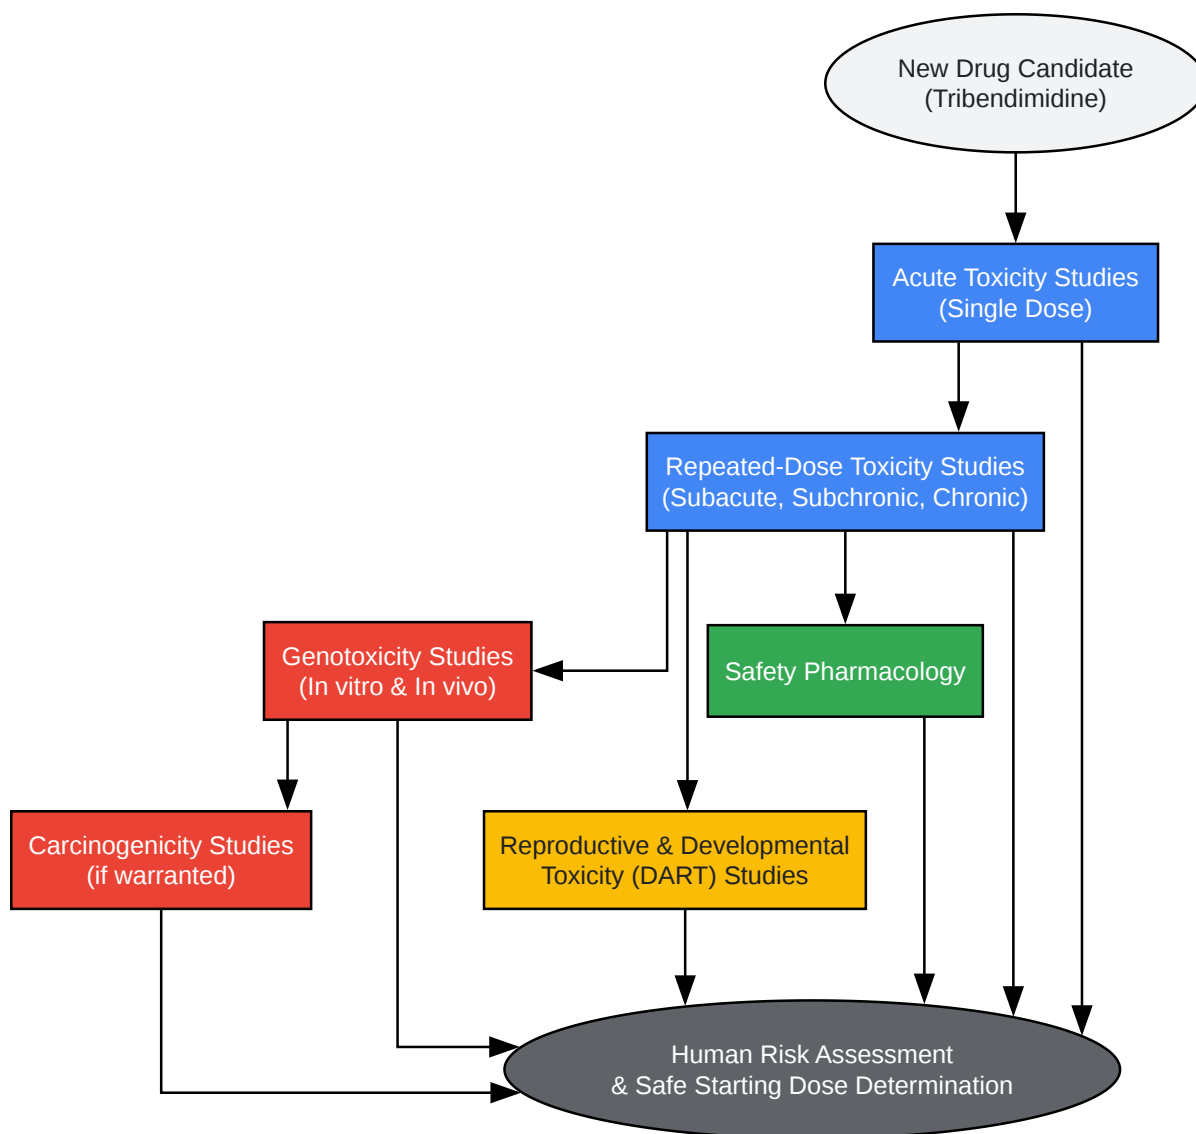 New Drug Candidate
(Tribendimidine)
Acute Toxicity Studies
(Single Dose)
Repeated-Dose Toxicity Studies
(Subacute, Subchronic, Chronic)
Genotoxicity Studies
(In vitro & In vivo)
Safety Pharmacology
Carcinogenicity Studies
(if warranted)
Reproductive & Developmental
Toxicity (DART) Studies
Human Risk Assessment
& Safe Starting Dose Determination